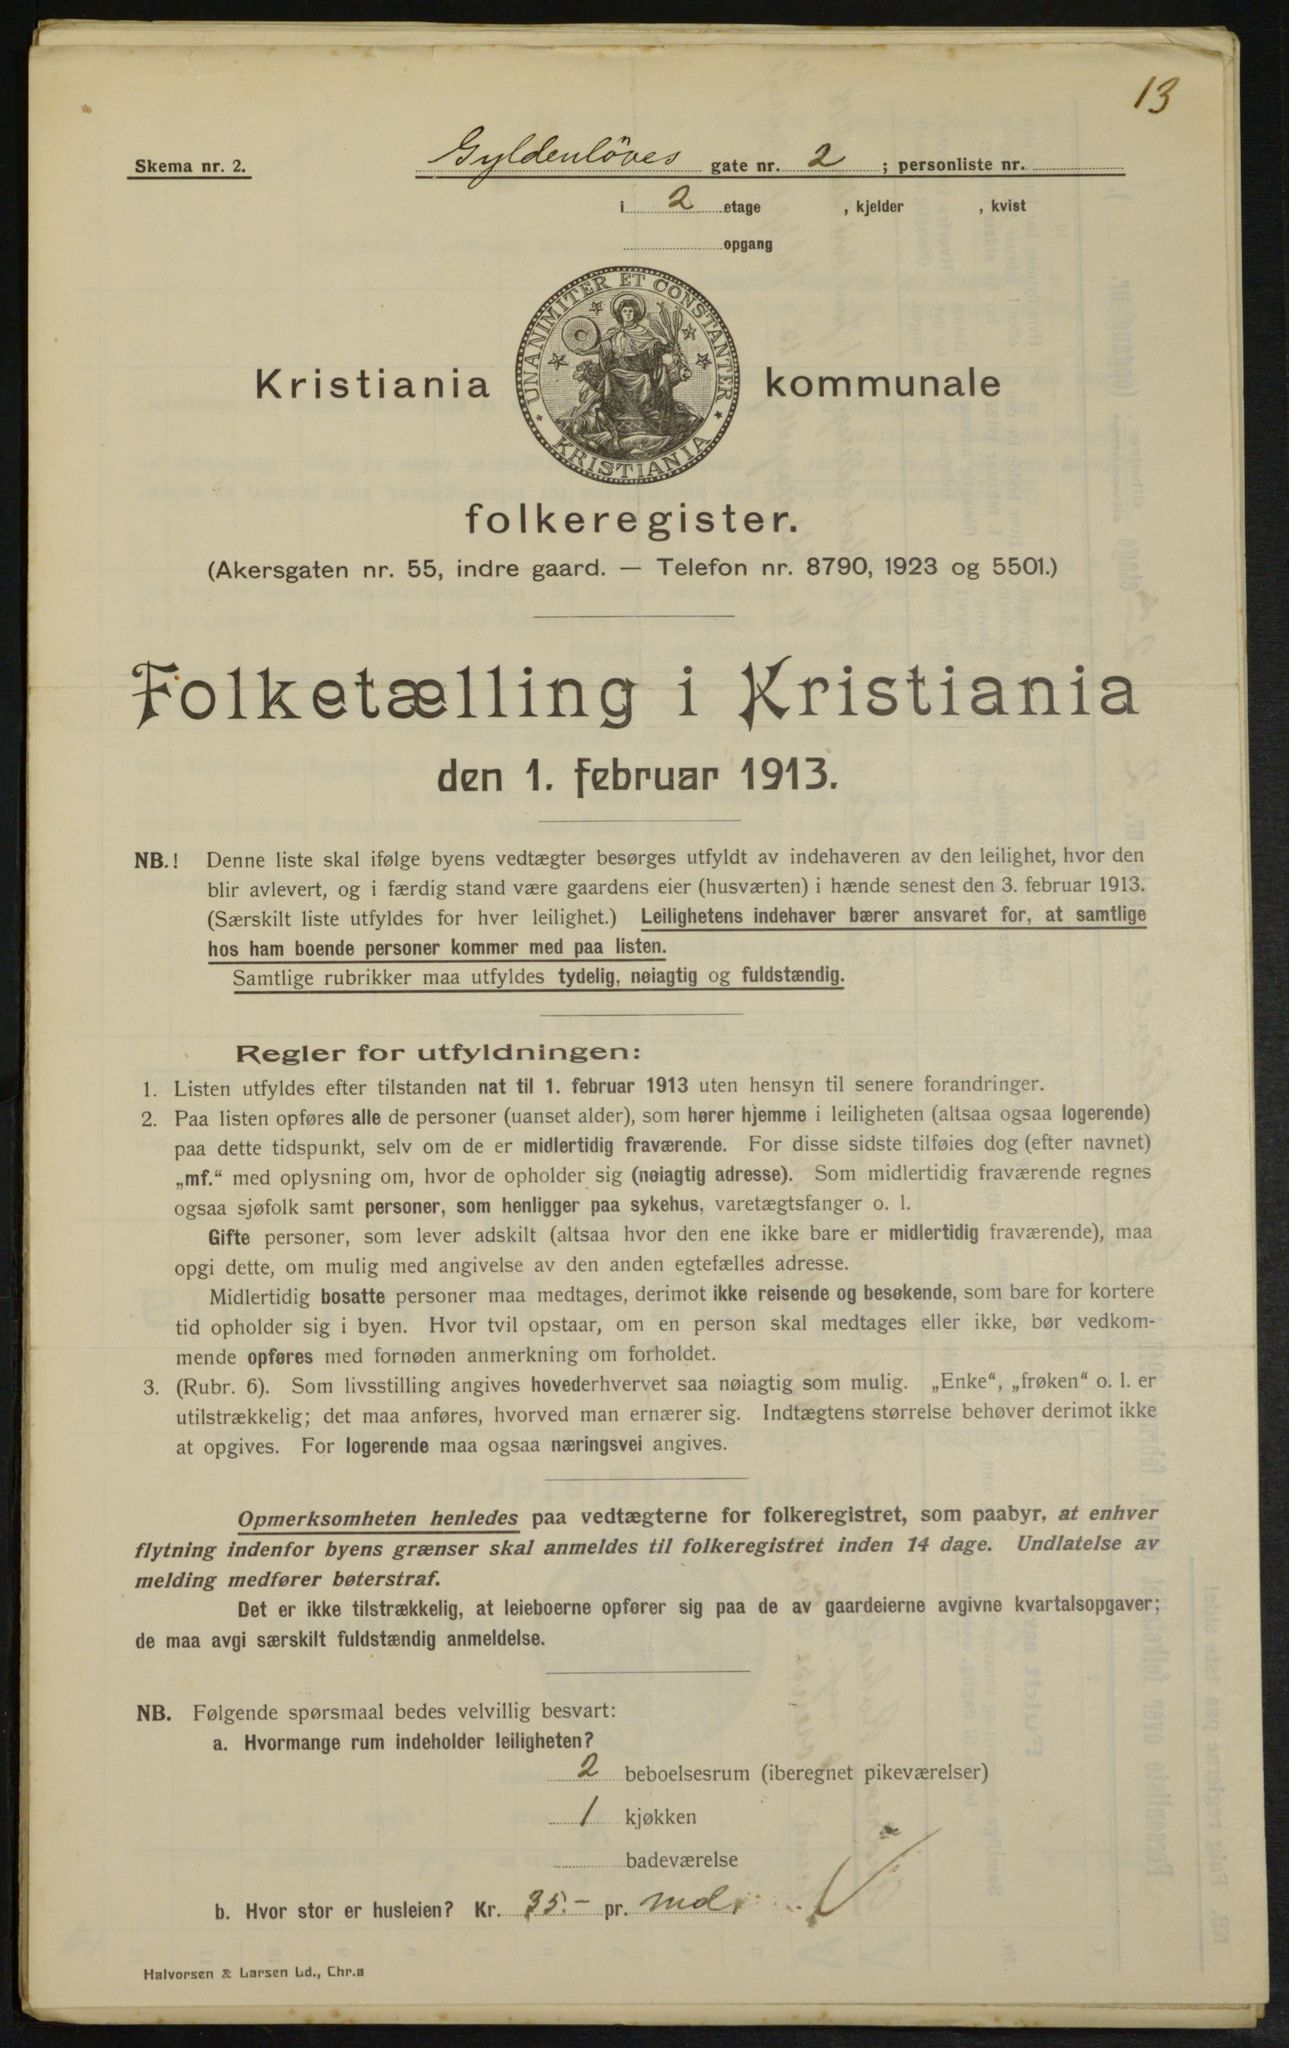 13
Skema nr. 2.
Gyldenlöves gate nr. 2 ; personliste nr.
i 2 etage , kjelder , kvist
opgang
UNANIMITER ET CONSTANTER
KRISTIANIA
Kristiania kommunale
folkeregister.
(Akersgaten nr. 55, indre gaard. — Telefon nr. 8790, 1923 og 5501.)
Folketælling i Kristiania
den 1. februar 1913.
NB.! Denne liste skal ifølge byens vedtægter besørges utfyldt av indehaveren av den leilighet, hvor den
blir avlevert, og i færdig stand være gaardens eier (husværten) i hænde senest den 3. februar 1913.
(Særskilt liste utfyldes for hver leilighet.) Leilighetens indehaver bærer ansvaret for, at samtlige
hos ham boende personer kommer med paa listen.
Samtlige rubrikker maa utfyldes tydelig, nøiagtig og fuldstændig.
Regler for utfyldningen:
1. Listen utfyldes efter tilstanden nat til 1. februar 1913 uten hensyn til senere forandringer.
2. Paa listen opføres alle de personer (uanset alder), som hører hjemme i leiligheten (altsaa ogsaa logerende)
paa dette tidspunkt, selv om de er midlertidig fraværende. For disse sidste tilføies dog (efter navnet)
„mf.“ med oplysning om, hvor de opholder sig (nøiagtig adresse). Som midlertidig fraværende regnes
ogsaa sjøfolk samt personer, som henligger paa sykehus, varetægtsfanger o. l.
Gifte personer, som lever adskilt (altsaa hvor den ene ikke bare er midlertidig fraværende), maa
opgi dette, om mulig med angivelse av den anden egtefælles adresse.
Midlertidig bosatte personer maa medtages, derimot ikke reisende og besøkende, som bare for kortere
tid opholder sig i byen. Hvor tvil opstaar, om en person skal medtages eller ikke, bør vedkom-
mende opføres med fornøden anmerkning om forholdet.
3. (Rubr. 6). Som livsstilling angives hovederhvervet saa nøiagtig som mulig. „Enke“, „frøken“ o. l. er
utilstrækkelig; det maa anføres, hvorved man ernærer sig. Indtægtens størrelse behøver derimot ikke
at opgives. For logerende maa ogsaa næringsvei angives.
Opmerksomheten henledes paa vedtægterne for folkeregistret, som paabyr, at enhver
flytning indenfor byens grænser skal anmeldes til folkeregistret inden 14 dage. Undlatelse av
melding medfører bøterstraf.
Det er ikke tilstrækkelig, at leieboerne opfører sig paa de av gaardeierne avgivne kvartalsopgaver;
de maa avgi særskilt fuldstændig anmeldelse.
NB. Følgende spørsmaal bedes velvillig besvart:
a. Hvormange rum indeholder leiligheten?
2 beboelsesrum (iberegnet pikeværelser)
1 kjøkken
badeværelse
b. Hvor stor er husleien? Kr. 35.- pr. md.
Halvorsen & Larsen Ld., Chr.a